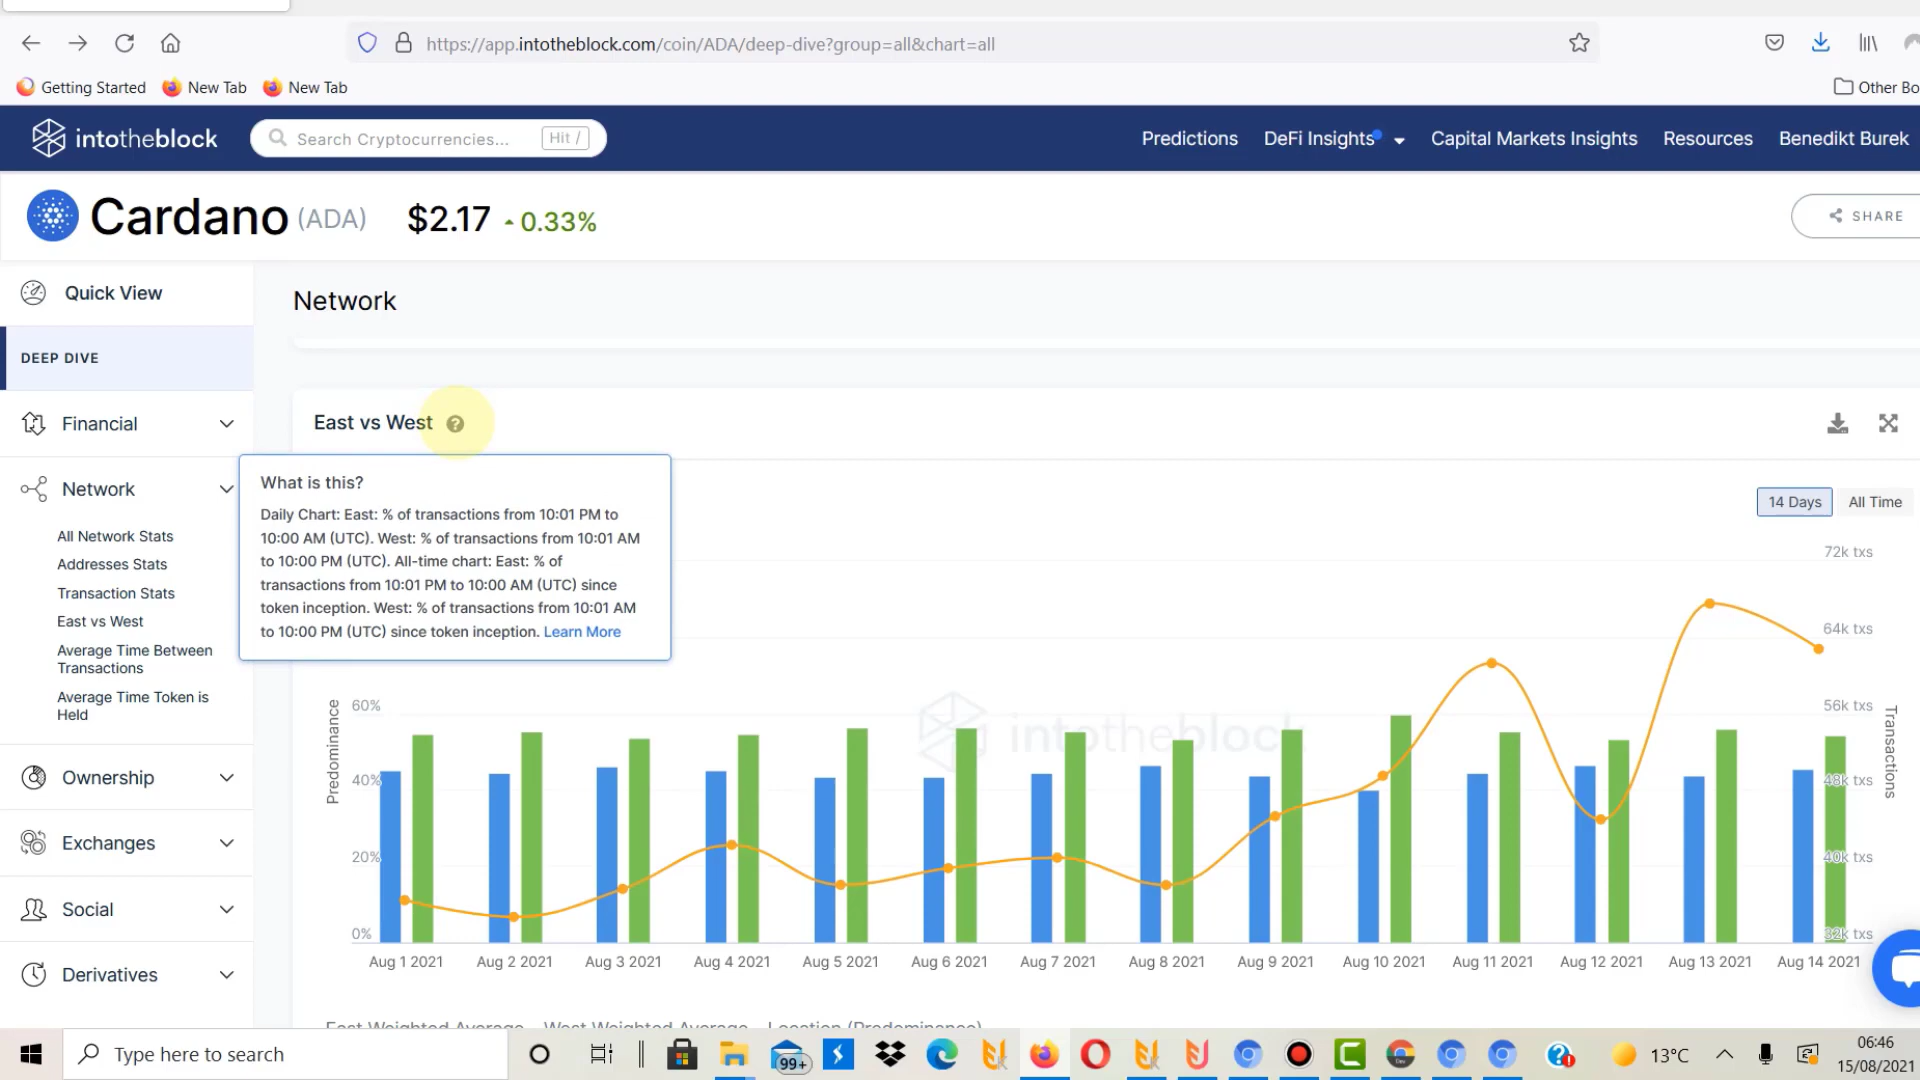 https://app.intotheblock.com/coin/ADA/deep-dive?group=all&chart=all
Getting Started
New Tab
New Tab
Other Bo
intotheblock
Search Cryptocurrencies...
Hit /
Predictions
DeFi Insights
Capital Markets Insights
Resources
Benedikt Burek
Cardano (ADA) $2.17 0.33%
SHARE
Quick View
Network
DEEP DIVE
Financial
East vs West
Network
What is this?
Daily Chart: East: % of transactions from 10:01 PM to
10:00 AM (UTC). West: % of transactions from 10:01 AM
to 10:00 PM (UTC). All-time chart: East: % of
transactions from 10:01 PM to 10:00 AM (UTC) since
token inception. West: % of transactions from 10:01 AM
to 10:00 PM (UTC) since token inception. Learn More
14 Days
All Time
All Network Stats
Addresses Stats
Transaction Stats
East vs West
Average Time Between
Transactions
Average Time Token is
Held
Ownership
Exchanges
Social
Derivatives
72k txs
64k txs
56k txs
48k txs
40k txs
32k txs
Transactions
Predominance
60%
40%
20%
0%
intotheblock
Aug 1 2021
Aug 2 2021
Aug 3 2021
Aug 4 2021
Aug 5 2021
Aug 6 2021
Aug 7 2021
Aug 8 2021
Aug 9 2021
Aug 10 2021
Aug 11 2021
Aug 12 2021
Aug 13 2021
Aug 14 2021
East Weighted Average
West Weighted Average
Location (Predominance)
Type here to search
99+
13°C
06:46
15/08/2021